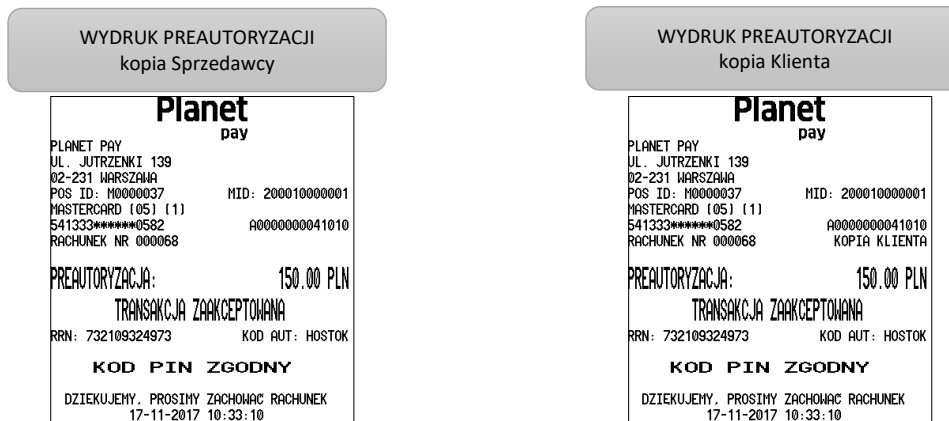 WYDRUK PREAUTORYZACJI
kopia Sprzedawcy
Planet
pay
PLANET PAY
UL. JUTRZENKI 139
02-231 WARSZAWA
POS ID: M0000037 MID: 200010000001
MASTERCARD [05] [1]
541333******0582 A0000000041010
RACHUNEK NR 000068
PREAUTORYZACJA: 150.00 PLN
TRANSAKCJA ZAAKCEPTOWANA
RRN: 732109324973 KOD AUT: HOSTOK
KOD PIN ZGODNY
DZIEKUJEMY, PROSIMY ZACHOWAĆ RACHUNEK
17-11-2017 10:33:10
WYDRUK PREAUTORYZACJI
kopia Klienta
Planet
pay
PLANET PAY
UL. JUTRZENKI 139
02-231 WARSZAWA
POS ID: M0000037 MID: 200010000001
MASTERCARD [05] [1]
541333******0582 A0000000041010
RACHUNEK NR 000068 KOPIA KLIENTA
PREAUTORYZACJA: 150.00 PLN
TRANSAKCJA ZAAKCEPTOWANA
RRN: 732109324973 KOD AUT: HOSTOK
KOD PIN ZGODNY
DZIEKUJEMY, PROSIMY ZACHOWAĆ RACHUNEK
17-11-2017 10:33:10